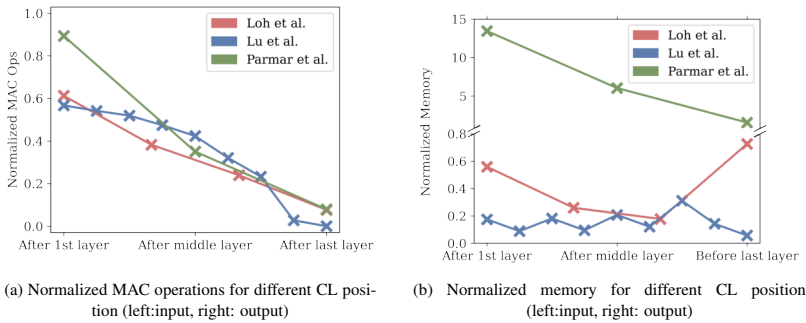 1.0
0.8
0.6
0.4
0.2
0.0
Normalized MAC Ops
Loh et al.
Lu et al.
Parmar et al.
After 1st layer After middle layer After last layer
(a) Normalized MAC operations for different CL posi-
tion (left:input, right: output)
15
10
5
0.8
0.6
0.4
0.2
0.0
Normalized Memory
Loh et al.
Lu et al.
Parmar et al.
After 1st layer After middle layer Before last layer
(b) Normalized memory for different CL position
(left:input, right: output)